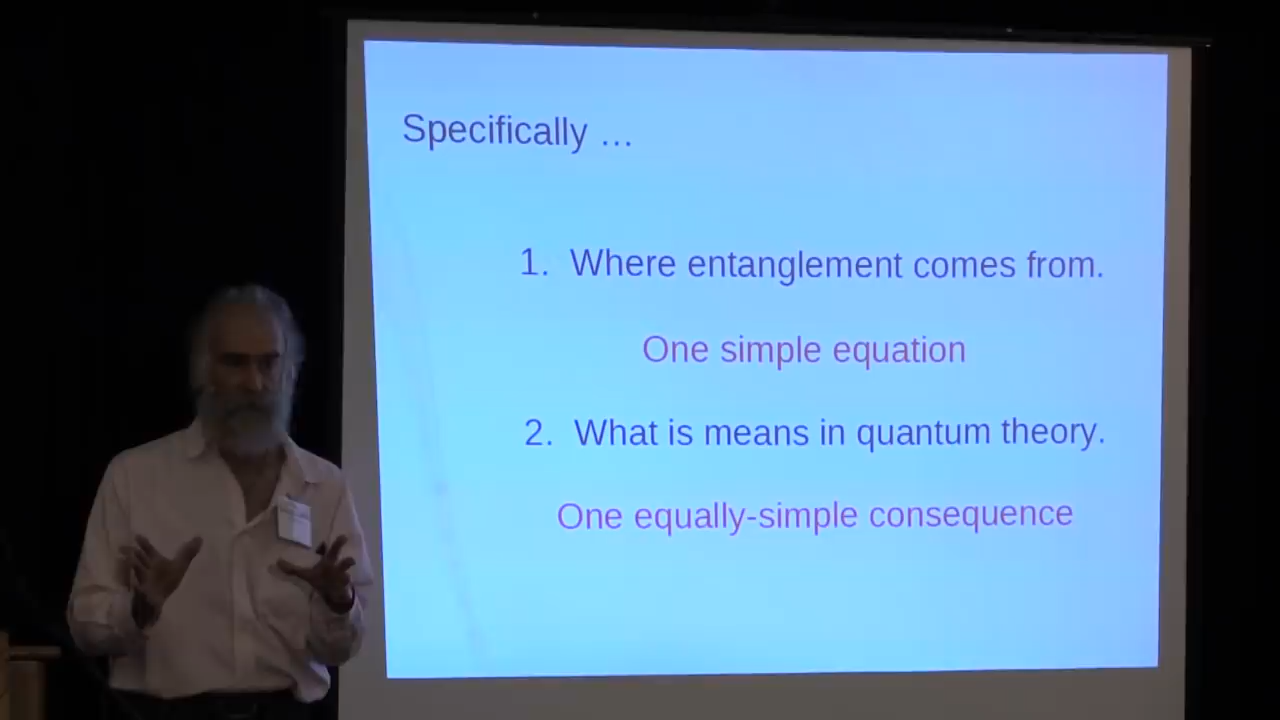 Specifically …
1. Where entanglement comes from.
One simple equation
2. What is means in quantum theory.
One equally-simple consequence